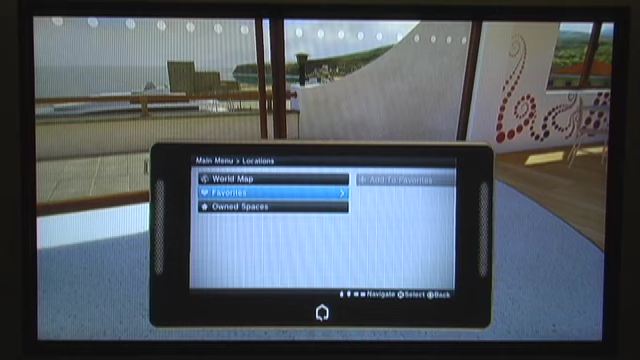 Main Menu > Locations
World Map
Add To Favorites
Favorites
Owned Spaces
Navigate Select Back